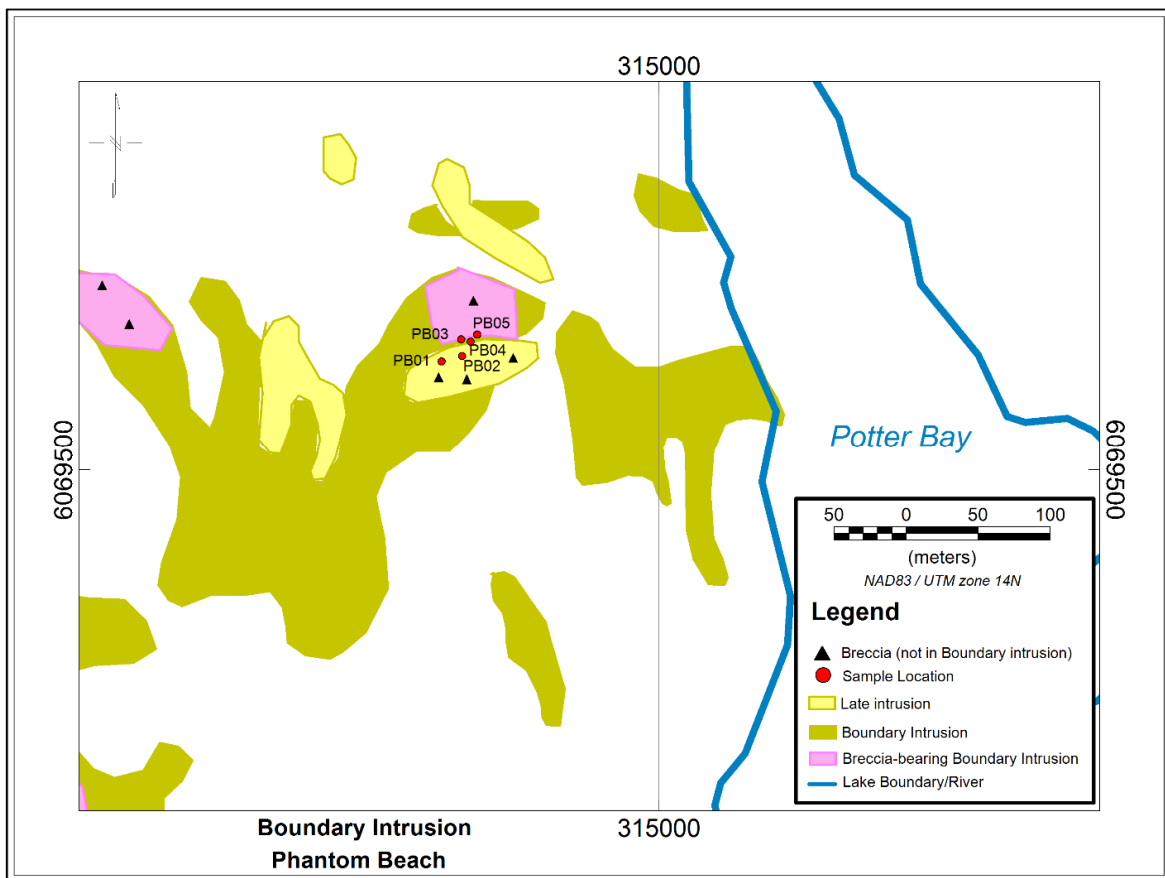 315000
N
PB03
PB05
PB04
PB01
PB02
6069500
Potter Bay
6069500
50 0 50 100
(meters)
NAD83 / UTM zone 14N
Legend
Breccia (not in Boundary intrusion)
Sample Location
Late intrusion
Boundary Intrusion
Breccia-bearing Boundary Intrusion
Lake Boundary/River
315000
Boundary Intrusion
Phantom Beach